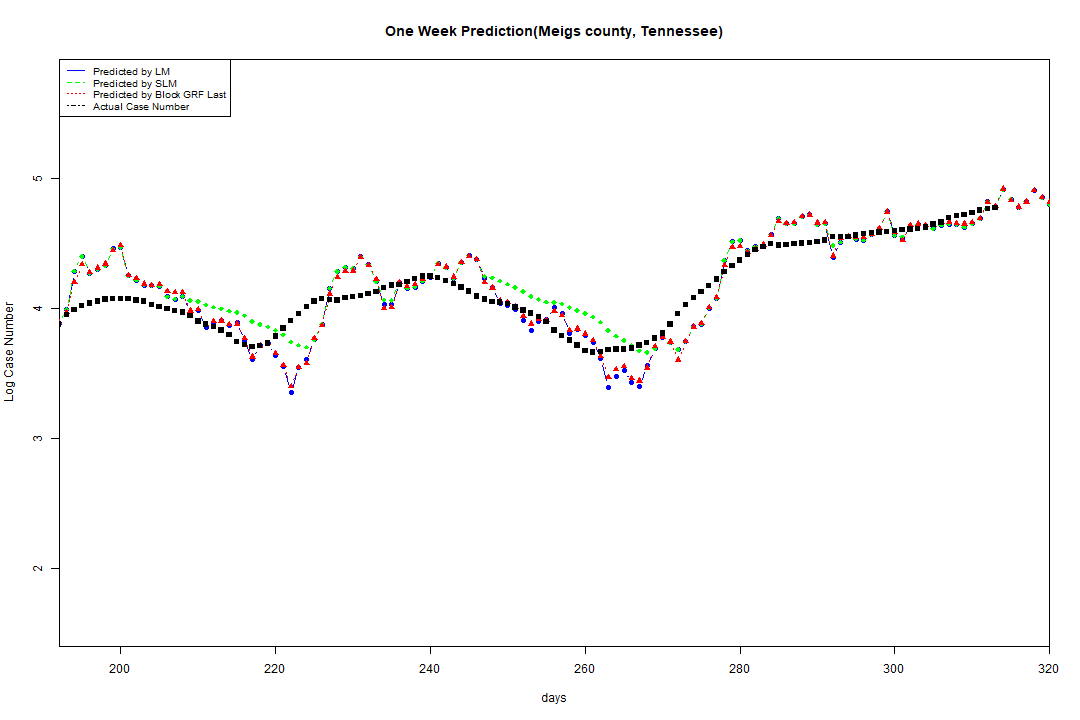 One Week Prediction(Meigs county, Tennessee)
Predicted by LM
Predicted by SLM
Predicted by Block GRF Last
Actual Case Number
5
4
3
2
Log Case Number
200 220 240 260 280 300 320
days